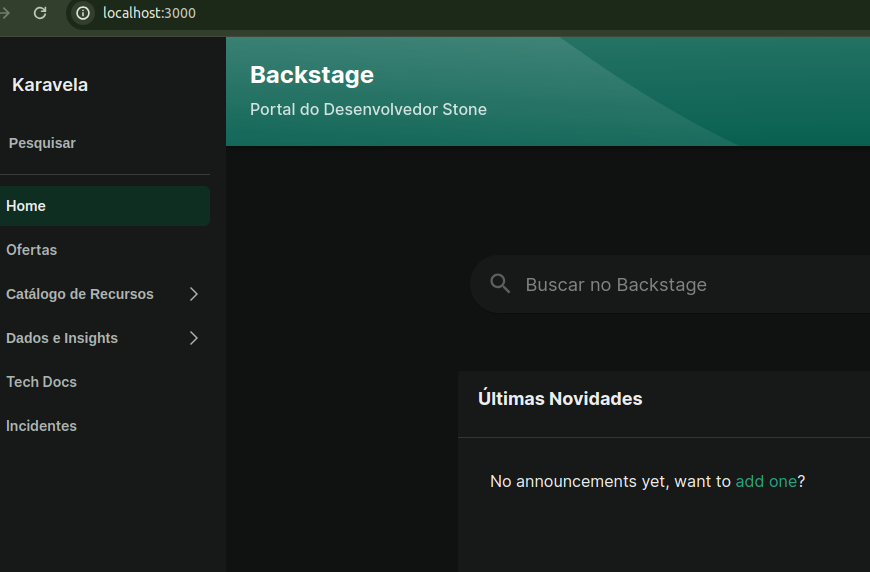 localhost:3000
Karavela
Pesquisar
Home
Ofertas
Catálogo de Recursos
Dados e Insights
Tech Docs
Incidentes
Backstage
Portal do Desenvolvedor Stone
Buscar no Backstage
Últimas Novidades
No announcements yet, want to add one?